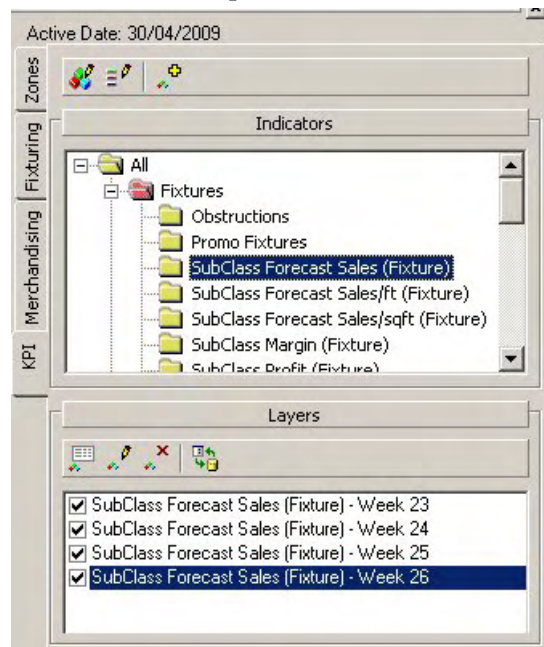 Active Date: 30/04/2009
Zones
Fixturing
Merchandising
KPI
Indicators
All
Fixtures
Obstructions
Promo Fixtures
SubClass Forecast Sales (Fixture)
SubClass Forecast Sales/ft (Fixture)
SubClass Forecast Sales/sqft (Fixture)
SubClass Margin (Fixture)
SubClass Profit (Fixture)
Layers
SubClass Forecast Sales (Fixture) - Week 23
SubClass Forecast Sales (Fixture) - Week 24
SubClass Forecast Sales (Fixture) - Week 25
SubClass Forecast Sales (Fixture) - Week 26